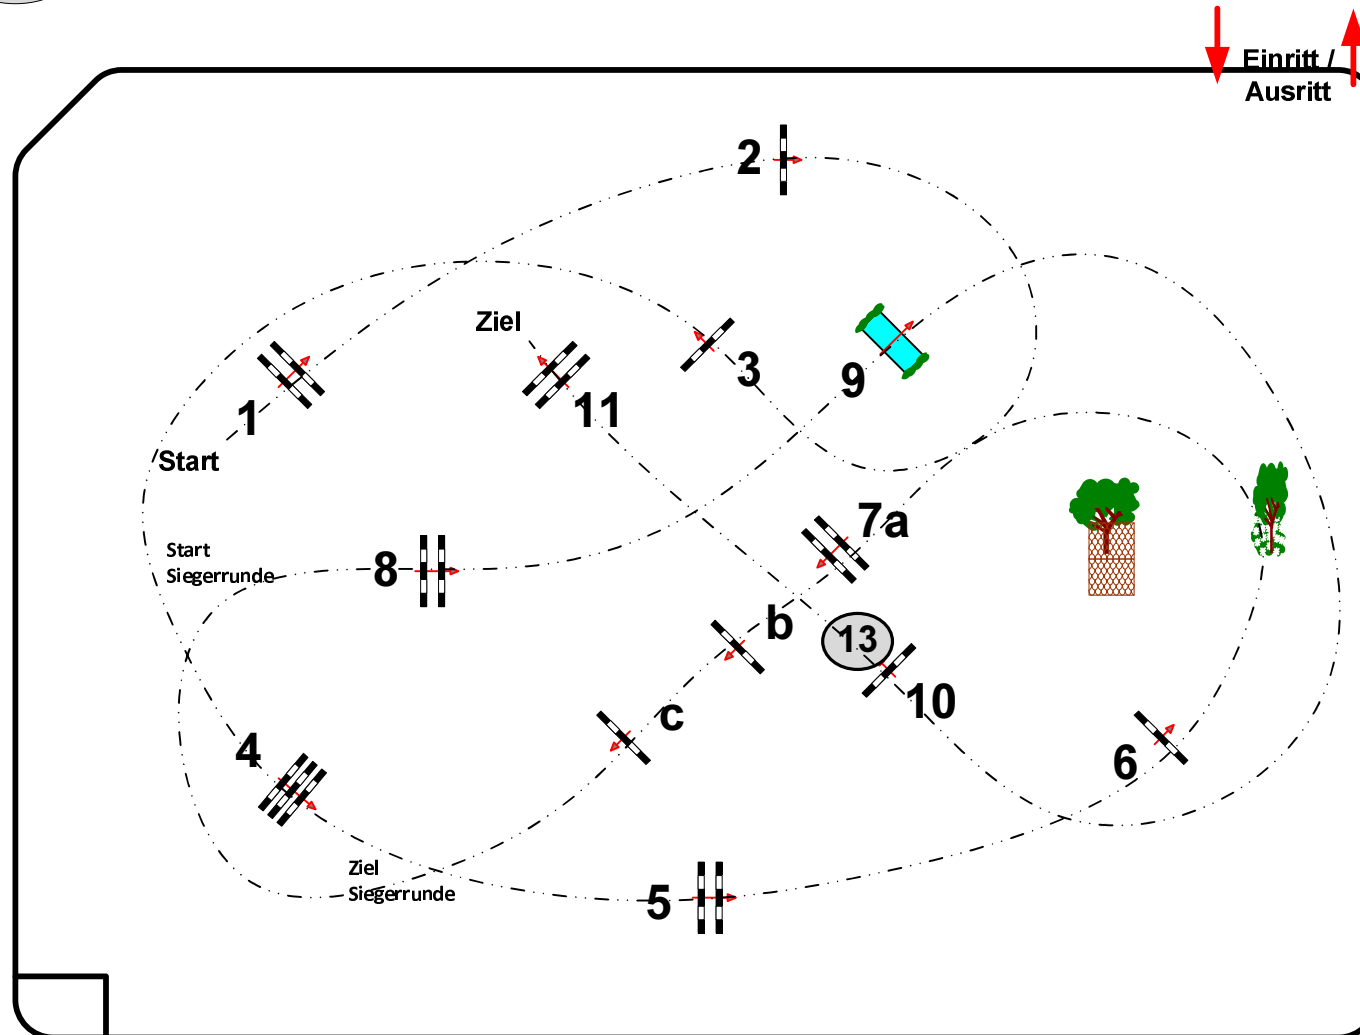 Einritt /
Ausritt
2
Ziel
3
9
1
11
Start
7a
Start
Siegerrunde
8
b
13
10
c
4
6
Ziel
Siegerrunde
5